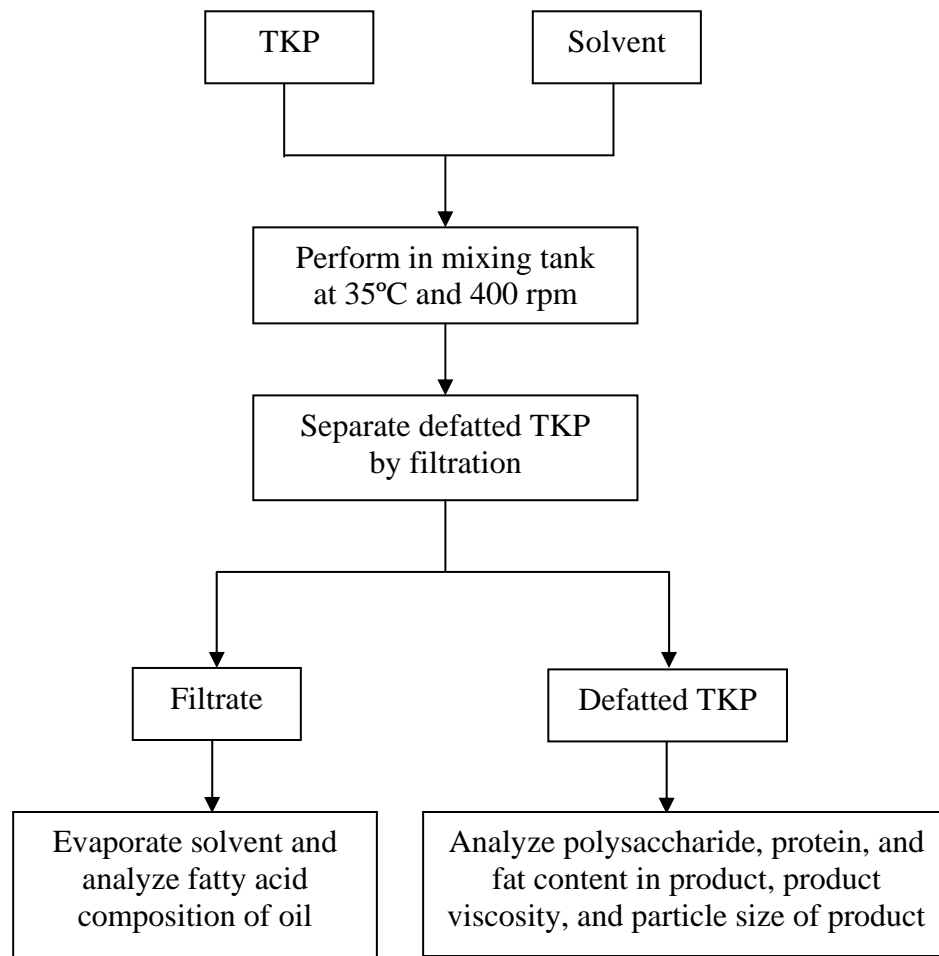 TKP
Solvent
Perform in mixing tank
at 35ºC and 400 rpm
Separate defatted TKP
by filtration
Filtrate
Defatted TKP
Evaporate solvent and
analyze fatty acid
composition of oil
Analyze polysaccharide, protein, and
fat content in product, product
viscosity, and particle size of product